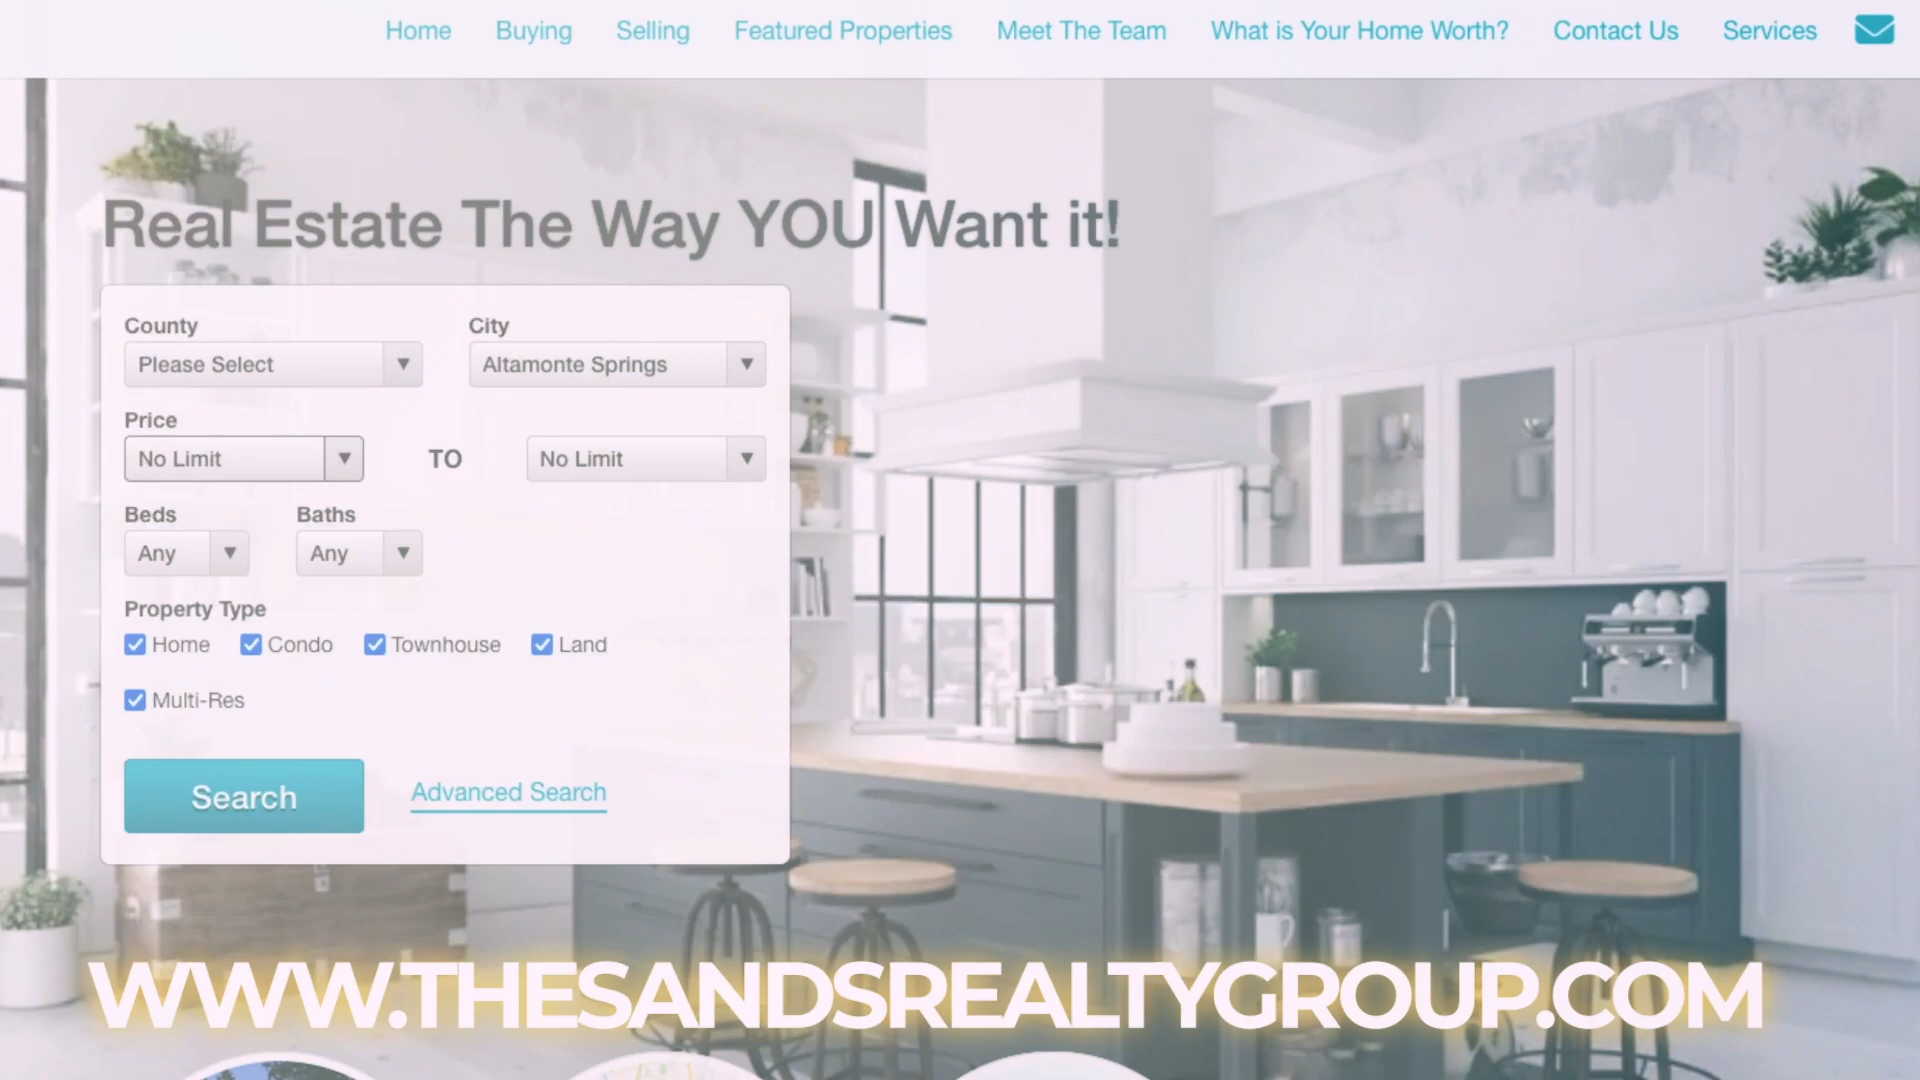 Home Buying Selling Featured Properties Meet The Team What is Your Home Worth? Contact Us Services
Real Estate The Way YOU Want it!
County City
Please Select Altamonte Springs
Price
No Limit TO No Limit
Beds Baths
Any Any
Property Type
Home Condo Townhouse Land
Multi-Res
Search Advanced Search
WWW.THESANDSREALTYGROUP.COM